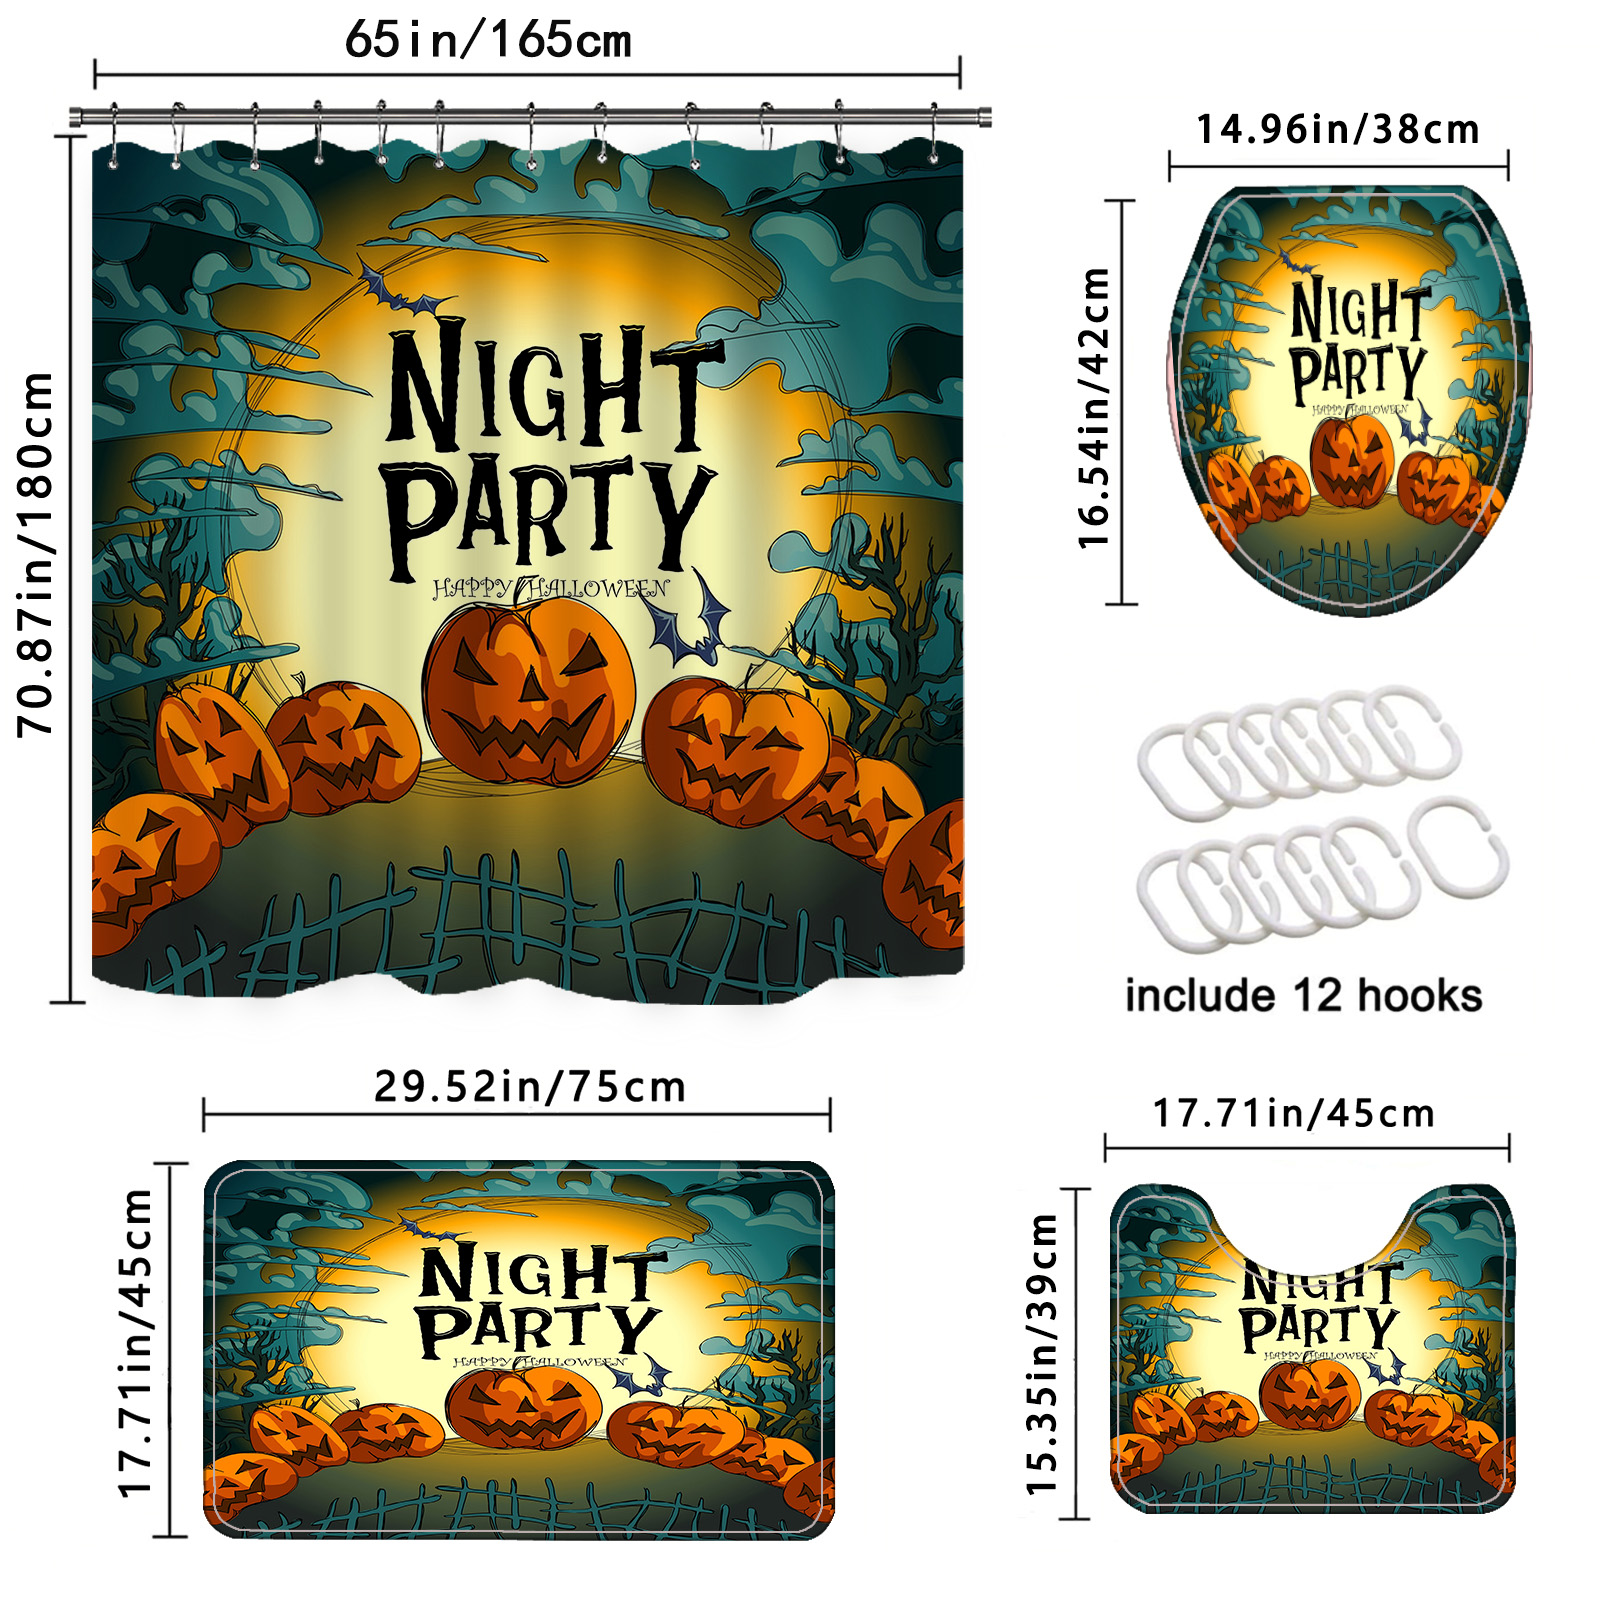 65in/165cm
70.87in/180cm
NIGHT
PARTY
HAPPY HALLOWEEN
14.96in/38cm
16.54in/42cm
NIGHT
PARTY
HAPPY HALLOWEEN
include 12 hooks
29.52in/75cm
17.71in/45cm
NIGHT
PARTY
HAPPY HALLOWEEN
17.71in/45cm
15.35in/39cm
NIGHT
PARTY
HAPPY HALLOWEEN